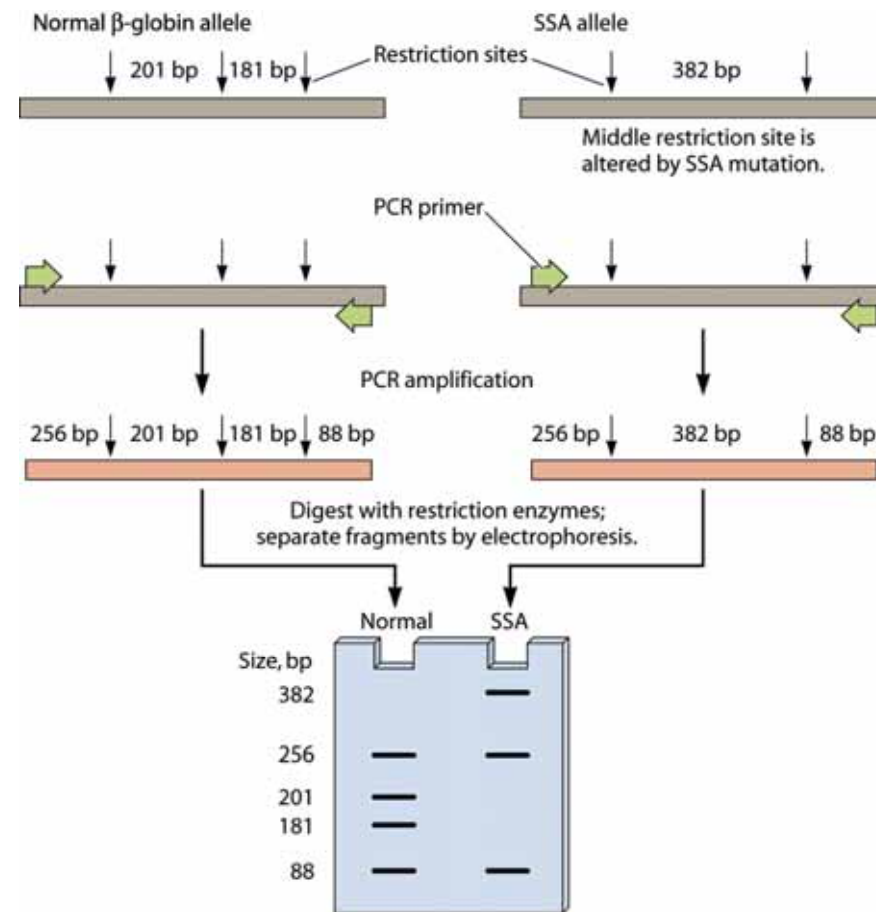 Normal β-globin allele
SSA allele
201 bp
181 bp
Restriction sites
382 bp
Middle restriction site is
altered by SSA mutation.
PCR primer
PCR amplification
256 bp
201 bp
181 bp
88 bp
256 bp
382 bp
88 bp
Digest with restriction enzymes;
separate fragments by electrophoresis.
Normal
SSA
Size, bp
382
256
201
181
88